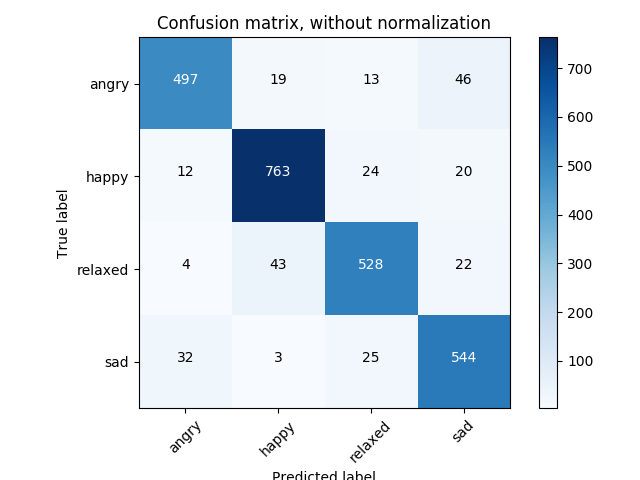 Confusion matrix, without normalization
angry 497 19 13 46
happy 12 763 24 20
relaxed 4 43 528 22
sad 32 3 25 544
angry happy relaxed sad
True label
Predicted label
700
600
500
400
300
200
100